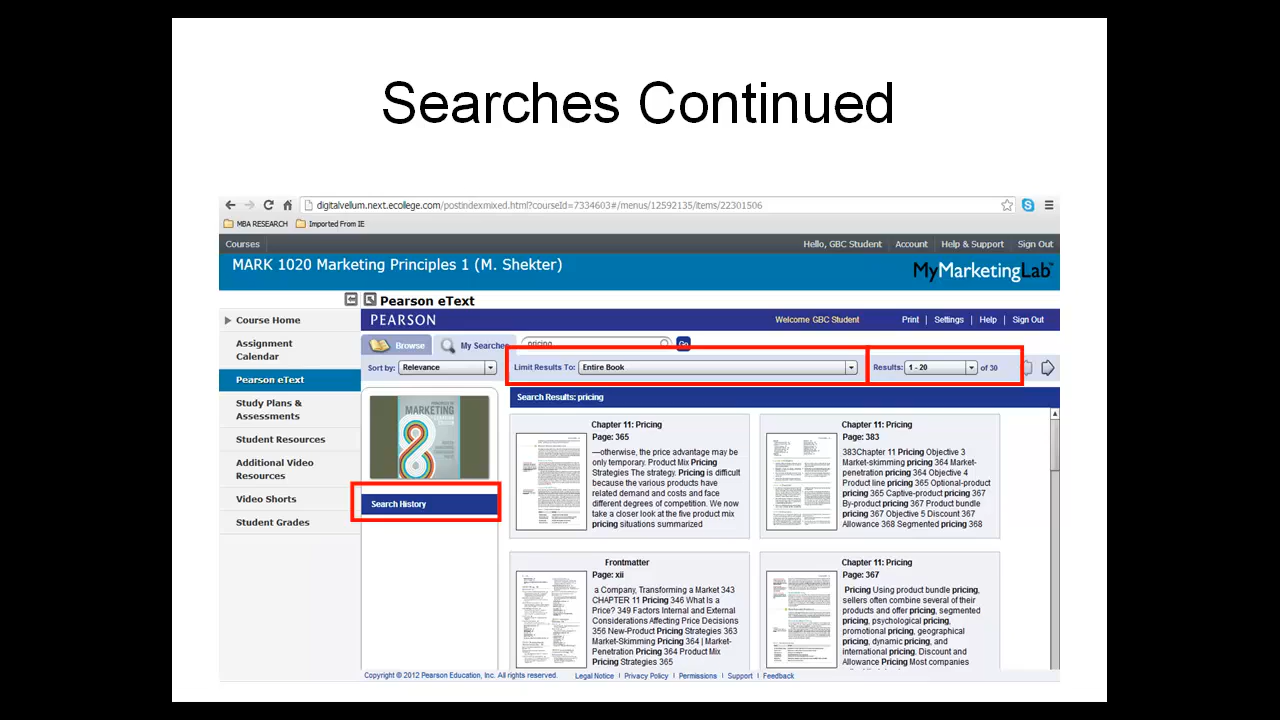 Searches Continued
digitalvellum.next.ecollege.com/postindexmixed.html?courseId=7334603#/menus/12592135/items/22301506
MBA RESEARCH Imported From IE
Courses Hello, GBC Student Account Help & Support Sign Out
MARK 1020 Marketing Principles 1 (M. Shekter) MyMarketingLab
Pearson eText
Course Home
Assignment
Calendar
Pearson eText
Study Plans &
Assessments
Student Resources
Additional Video
Resources
Video Shorts
Student Grades
PEARSON Welcome GBC Student Print | Settings | Help | Sign Out
Browse My Searches pricing Go
Sort by: Relevance Limit Results To: Entire Book Results: 1 - 20 of 30
MARKETING
Search History
Search Results: pricing
Chapter 11: Pricing
Page: 365
—otherwise, the price advantage may be
only temporary. Product Mix Pricing
Strategies The strategy. Pricing is difficult
because the various products have
related demand and costs and face
different degrees of competition. We now
take a closer look at the five product mix
pricing situations summarized
Chapter 11: Pricing
Page: 383
383Chapter 11 Pricing Objective 3
Market-skimming pricing 364 Market-
penetration pricing 364 Objective 4
Product line pricing 365 Optional-product
pricing 365 Captive-product pricing 367
By-product pricing 367 Product bundle
pricing 367 Objective 5 Discount 367
Allowance 368 Segmented pricing 368
Frontmatter
Page: xii
a Company, Transforming a Market 343
CHAPTER 11 Pricing 346 What Is a
Price? 349 Factors Internal and External
Considerations Affecting Price Decisions
356 New-Product Pricing Strategies 363
Market-Skimming Pricing 364 | Market-
Penetration Pricing 364 Product Mix
Pricing Strategies 365
Chapter 11: Pricing
Page: 367
Pricing Using product bundle pricing,
sellers often combine several of their
products and offer pricing, segmented
pricing, psychological pricing,
promotional pricing, geographical
pricing, dynamic pricing, and
international pricing. Discount and
Allowance Pricing Most companies
Copyright © 2012 Pearson Education, Inc. All rights reserved. Legal Notice | Privacy Policy | Permissions | Support | Feedback